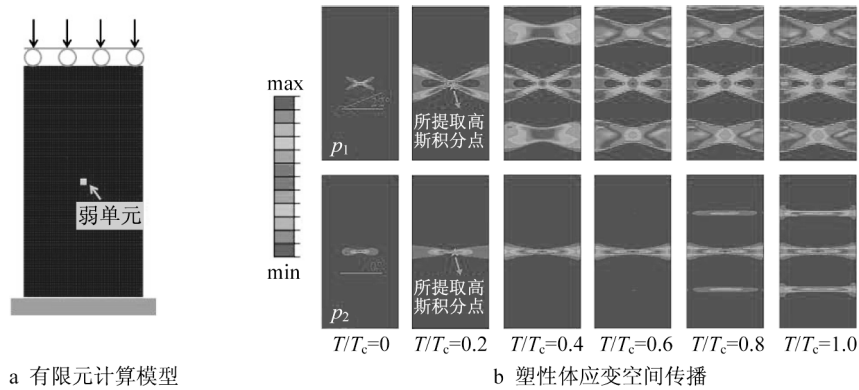 弱单元
a 有限元计算模型
max
min
p1
所提取高
斯积分点
p2
所提取高
斯积分点
T/Tc=0
T/Tc=0.2
T/Tc=0.4
T/Tc=0.6
T/Tc=0.8
T/Tc=1.0
b 塑性体应变空间传播